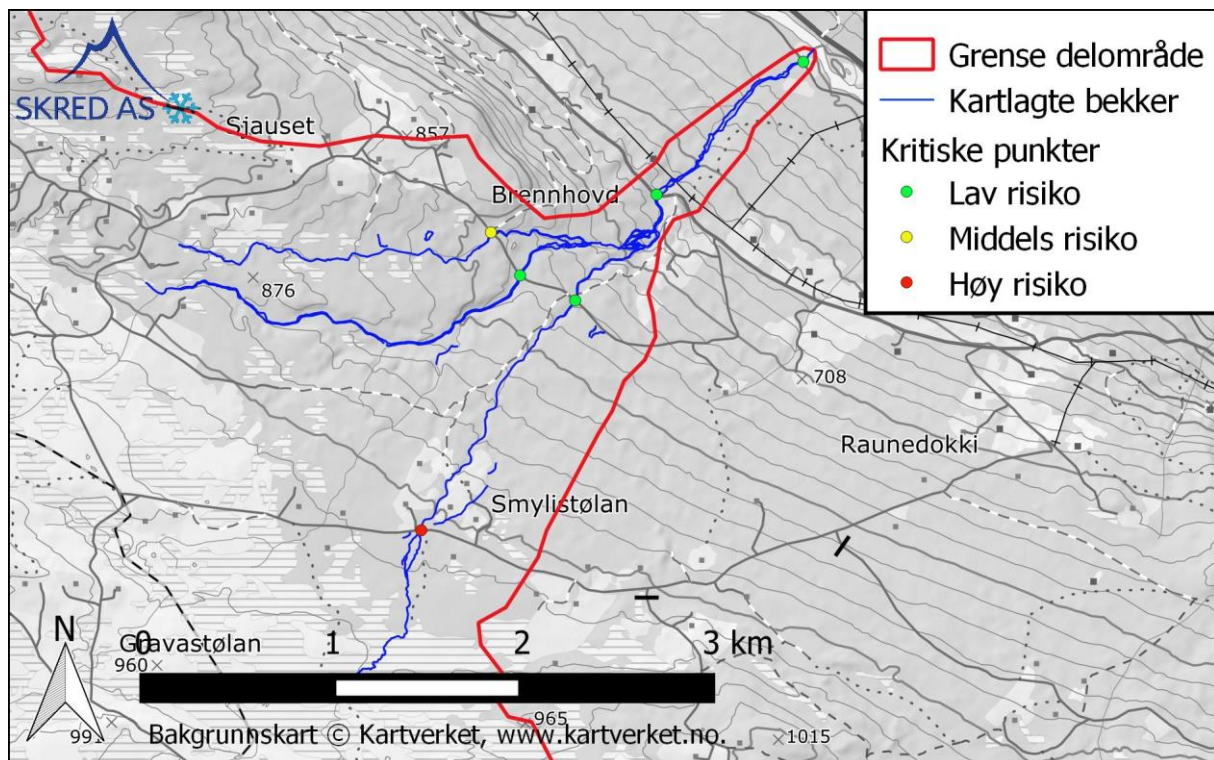 SKRED AS
Sjauset
857
Brennhovd
876
708
Raunedokki
Smylistølan
N
Gravastølan
960
0
1
2
3 km
965
1015
99
Bakgrunnskart © Kartverket, www.kartverket.no.
Grense delområde
Kartlagte bekker
Kritiske punkter
Lav risiko
Middels risiko
Høy risiko